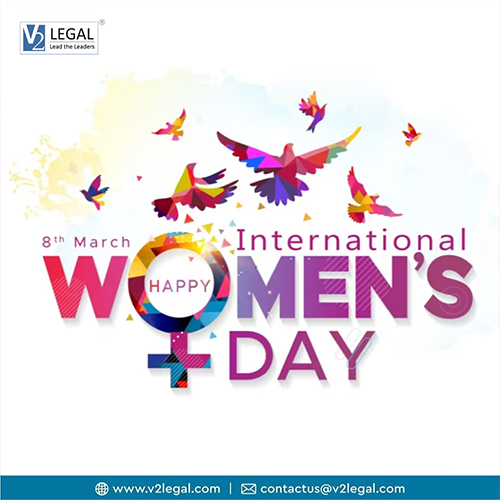 V2 LEGAL®
Lead the Leaders
8th March
International
WOMEN'S
HAPPY
DAY
www.v2legal.com | contactus@v2legal.com